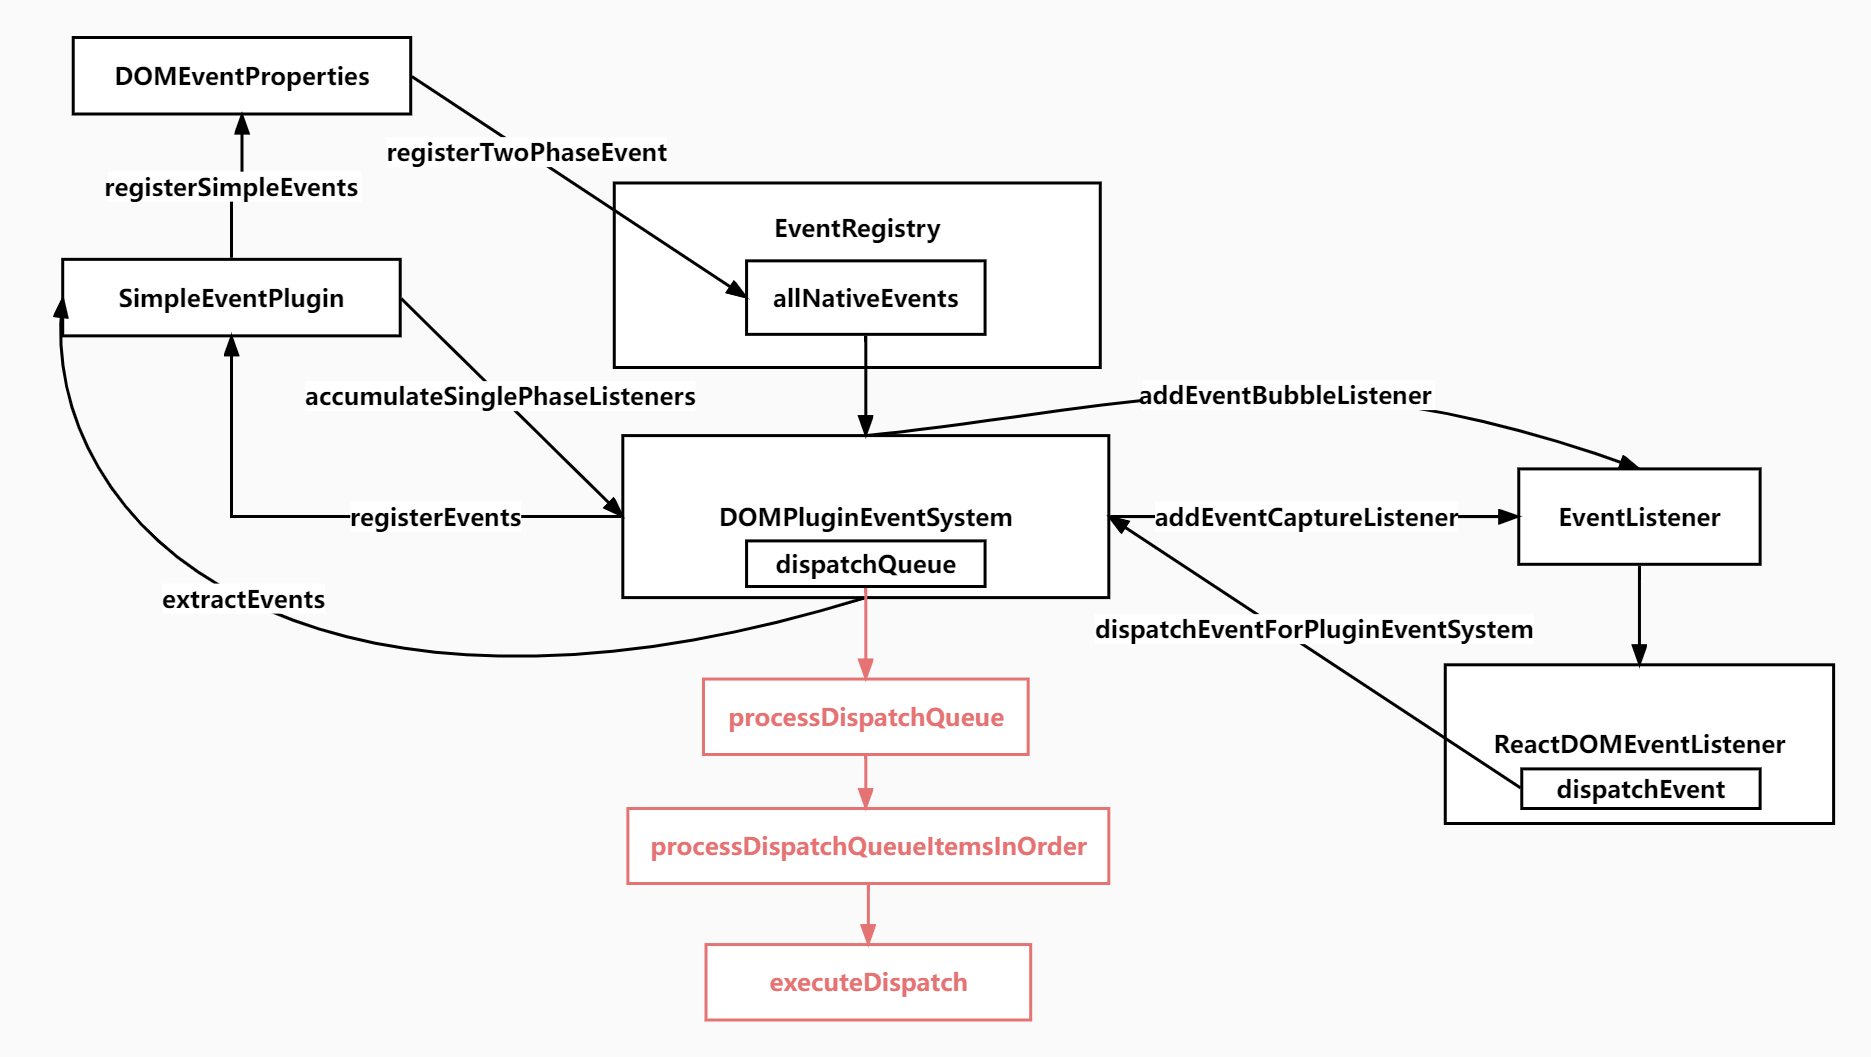 DOMEventProperties
registerTwoPhaseEvent
registerSimpleEvents
EventRegistry
SimpleEventPlugin
allNativeEvents
accumulateSinglePhaseListeners
addEventBubbleListener
registerEvents
DOMPluginEventSystem
addEventCaptureListener
EventListener
dispatchQueue
extractEvents
dispatchEventForPluginEventSystem
processDispatchQueue
ReactDOMEventListener
dispatchEvent
processDispatchQueueItemsInOrder
executeDispatch